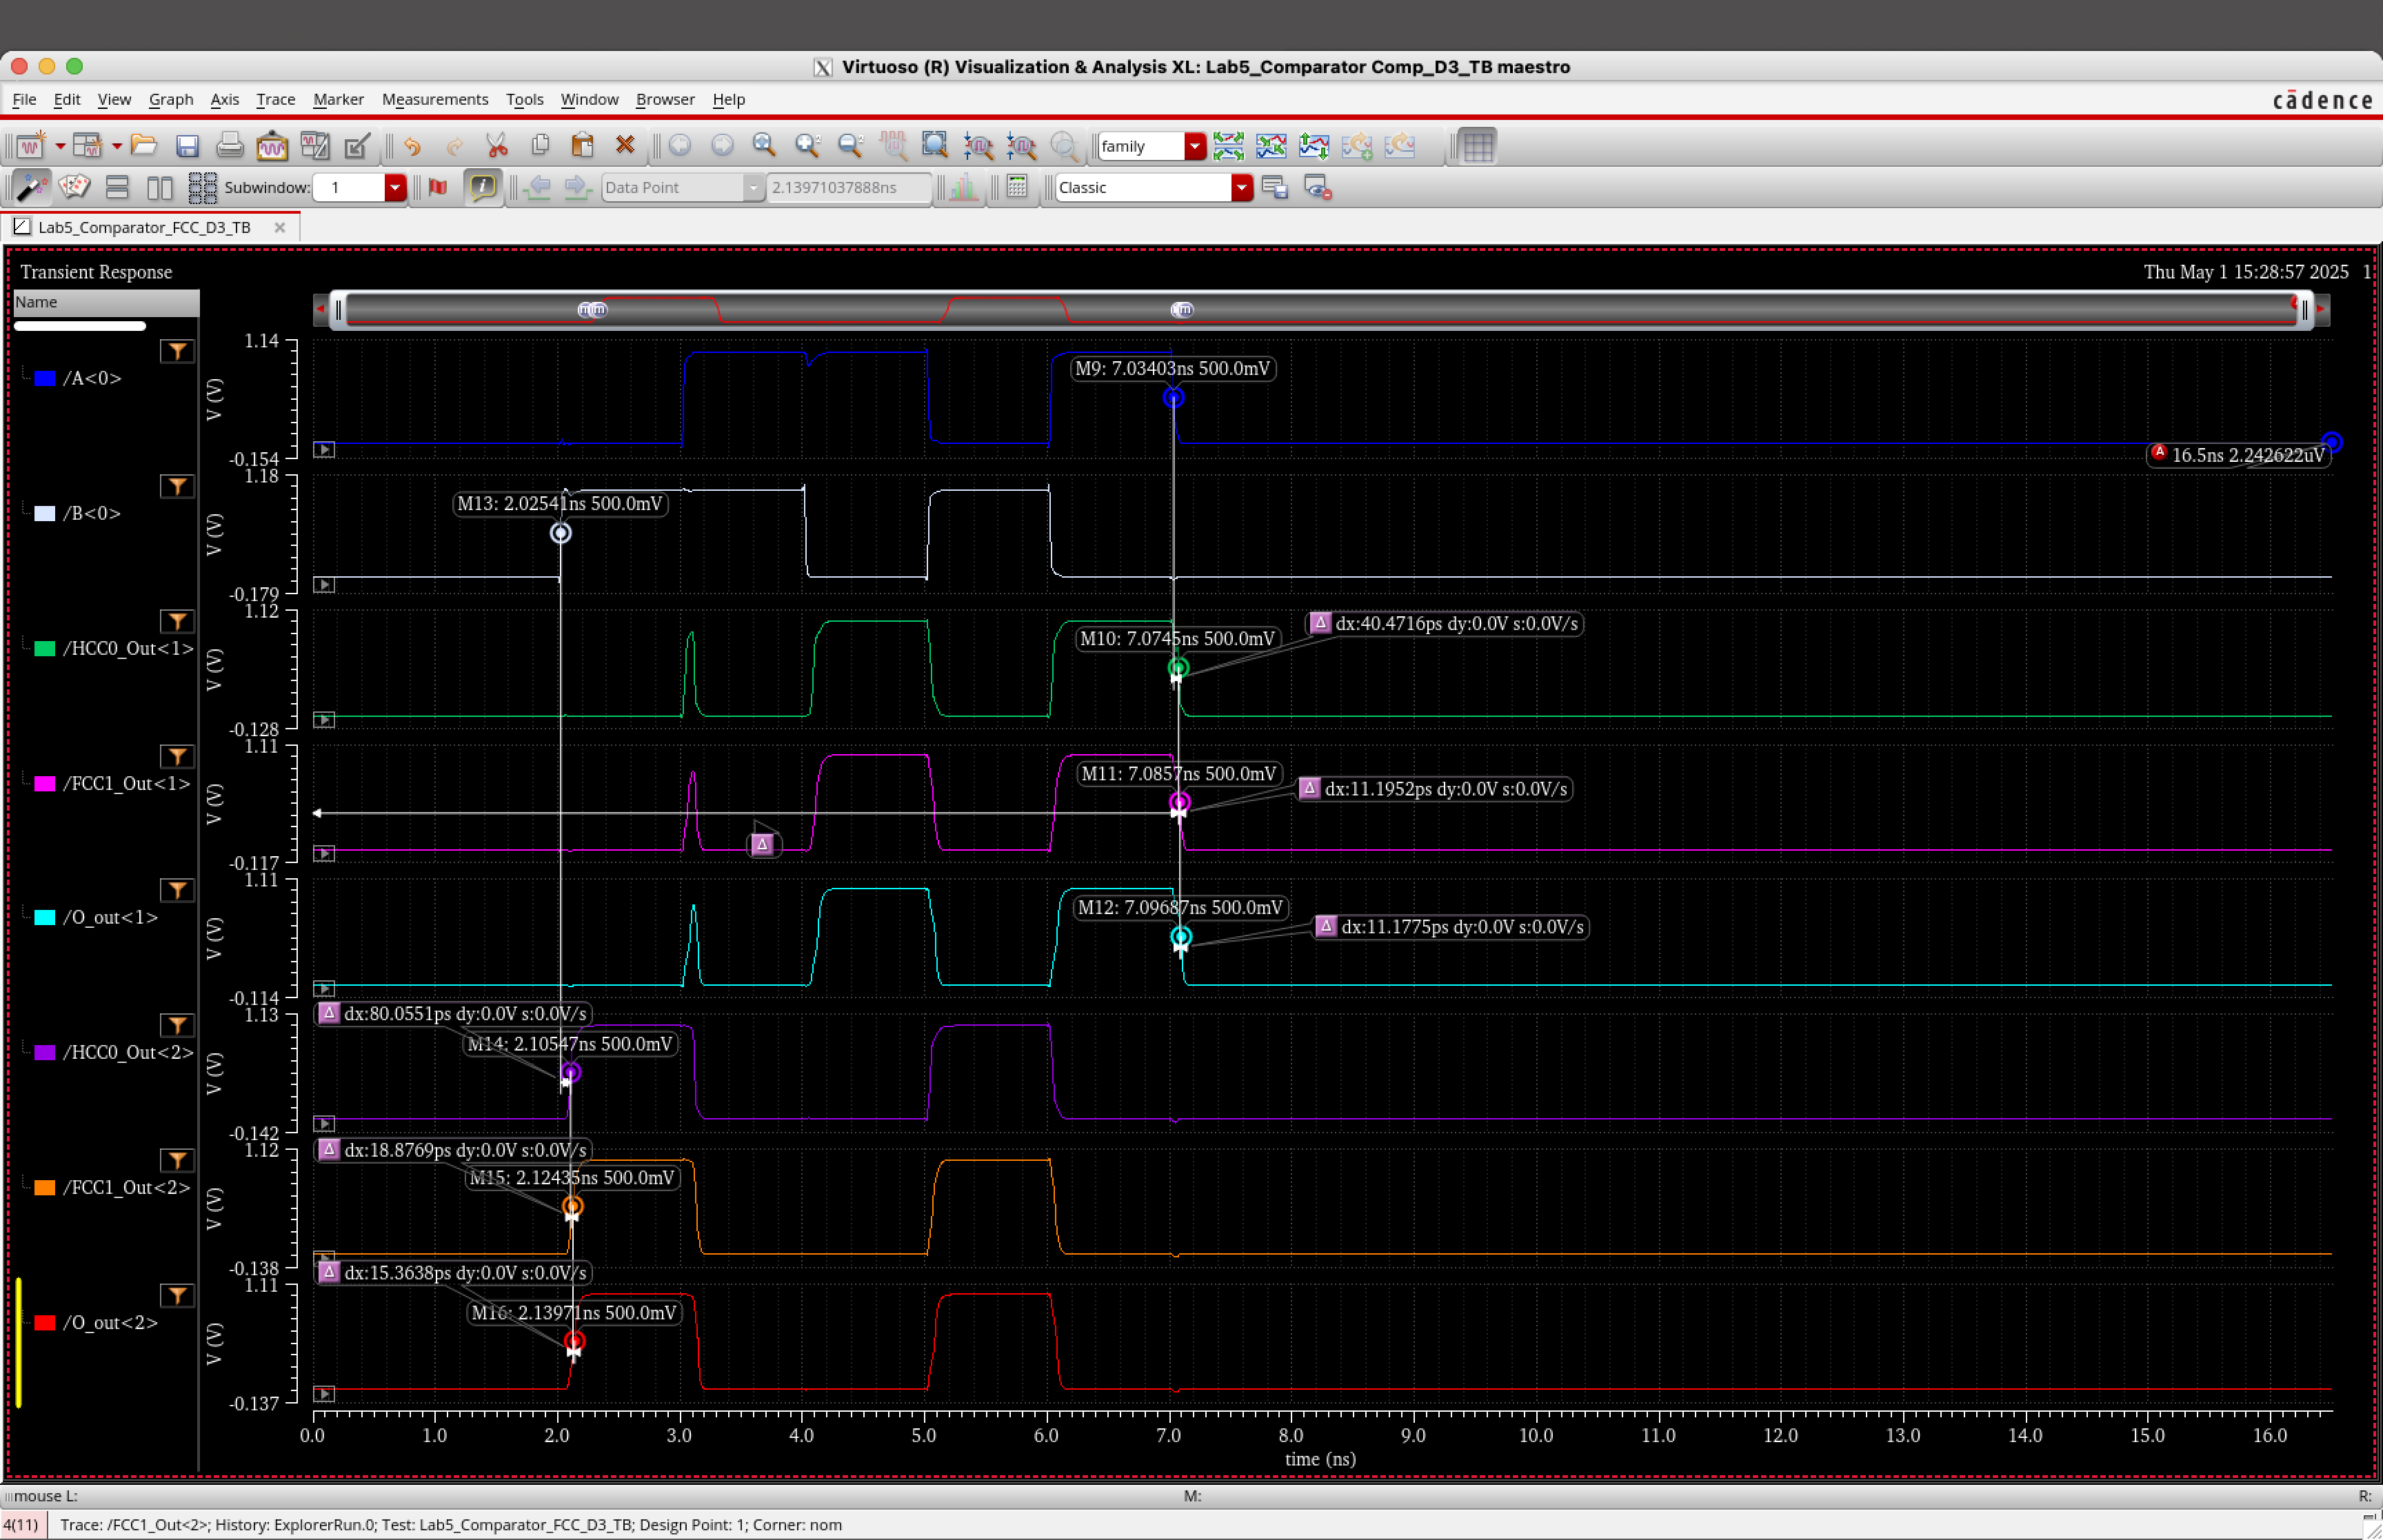 Virtuoso (R) Visualization & Analysis XL: Lab5_Comparator Comp_D3_TB maestro
File Edit View Graph Axis Trace Marker Measurements Tools Window Browser Help
cādence
family
Subwindow: 1 Data Point 2.13971037888ns Classic
Lab5_Comparator_FCC_D3_TB
Transient Response
Thu May 1 15:28:57 2025 1
Name
/A<0>
V (V)
1.14
-0.154
M9: 7.03403ns 500.0mV
A 16.5ns 2.242622uV
/B<0>
V (V)
1.18
-0.179
M13: 2.02541ns 500.0mV
/HCC0_Out<1>
V (V)
1.12
-0.128
M10: 7.0745ns 500.0mV
Δ dx:40.4716ps dy:0.0V s:0.0V/s
/FCC1_Out<1>
V (V)
1.11
-0.117
M11: 7.0857ns 500.0mV
Δ dx:11.1952ps dy:0.0V s:0.0V/s
Δ
/O_out<1>
V (V)
1.11
-0.114
M12: 7.09687ns 500.0mV
Δ dx:11.1775ps dy:0.0V s:0.0V/s
/HCC0_Out<2>
V (V)
1.13
-0.142
Δ dx:80.0551ps dy:0.0V s:0.0V/s
M14: 2.10547ns 500.0mV
/FCC1_Out<2>
V (V)
1.12
-0.138
Δ dx:18.8769ps dy:0.0V s:0.0V/s
M15: 2.12435ns 500.0mV
/O_out<2>
V (V)
1.11
-0.137
Δ dx:15.3638ps dy:0.0V s:0.0V/s
M16: 2.13971ns 500.0mV
0.0 1.0 2.0 3.0 4.0 5.0 6.0 7.0 8.0 9.0 10.0 11.0 12.0 13.0 14.0 15.0 16.0
time (ns)
mouse L: M: R:
4(11) Trace: /FCC1_Out<2>; History: ExplorerRun.0; Test: Lab5_Comparator_FCC_D3_TB; Design Point: 1; Corner: nom